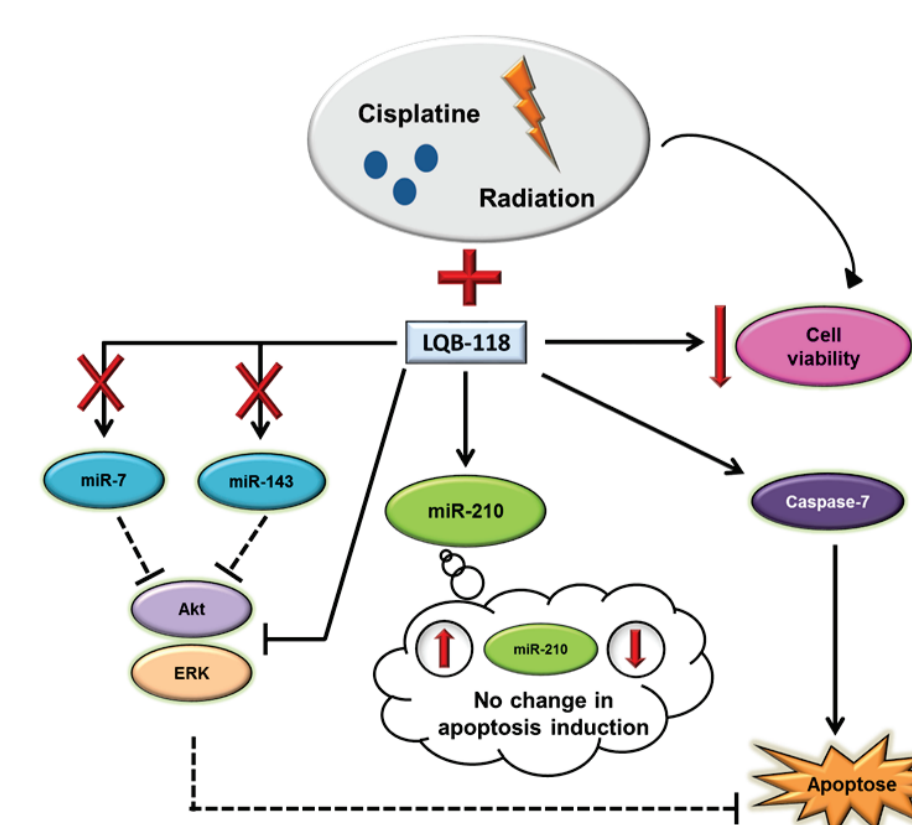 Cisplatine
Radiation
LQB-118
Cell
viability
miR-7
miR-143
miR-210
Caspase-7
Akt
ERK
miR-210
No change in
apoptosis induction
Apoptose